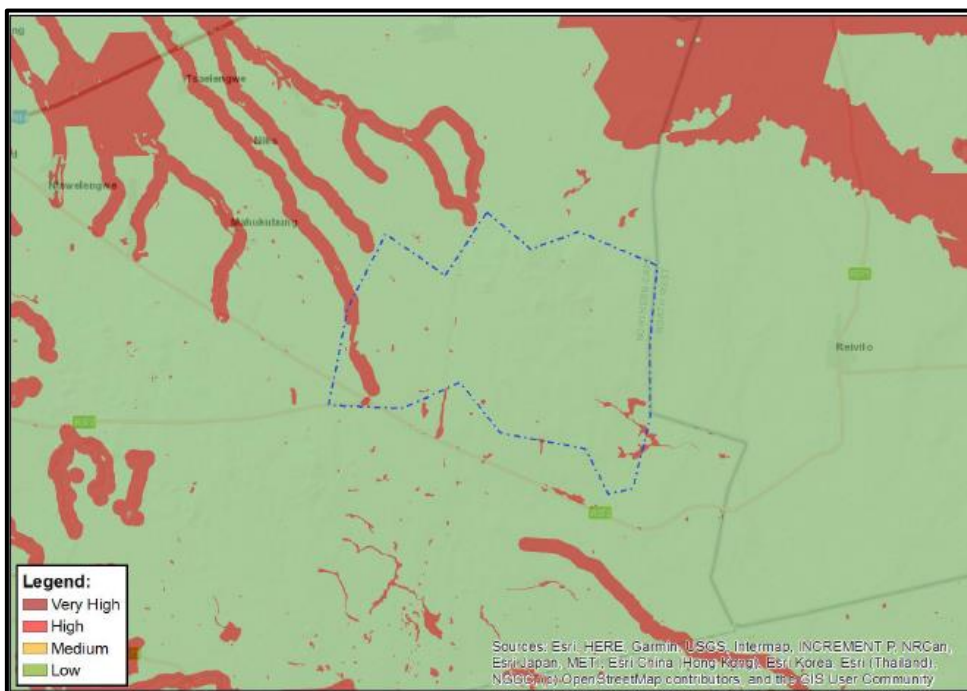 Tsaelengwe
Nico
Mahukubung
Reivilo
Legend:
Very High
High
Medium
Low
Sources: Esri, HERE, Garmin, USGS, Intermap, INCREMENT P, NRCan,
Esri Japan, METI, Esri China (Hong Kong), Esri Korea, Esri (Thailand),
NGCC, (c) OpenStreetMap contributors, and the GIS User Community